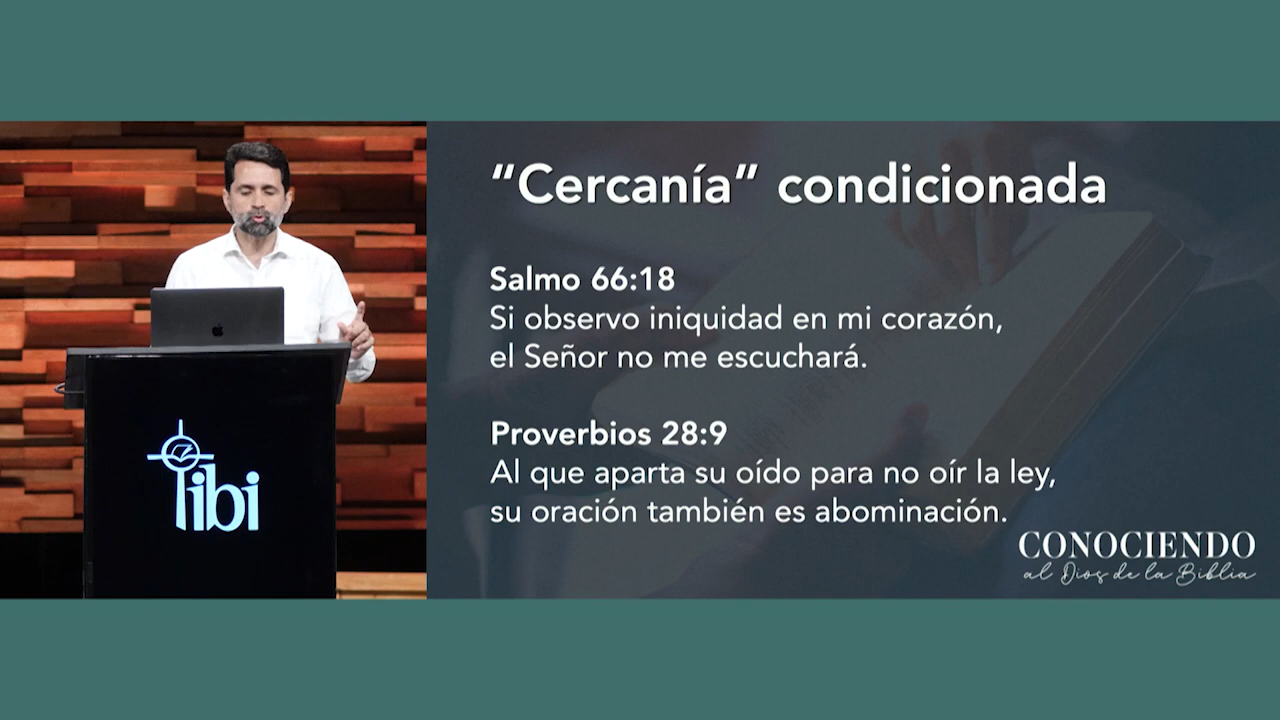 “Cercanía” condicionada
Salmo 66:18
Si observo iniquidad en mi corazón,
el Señor no me escuchará.
Proverbios 28:9
Al que aparta su oído para no oír la ley,
su oración también es abominación.
CONOCIENDO
al Dios de la Biblia
ibi